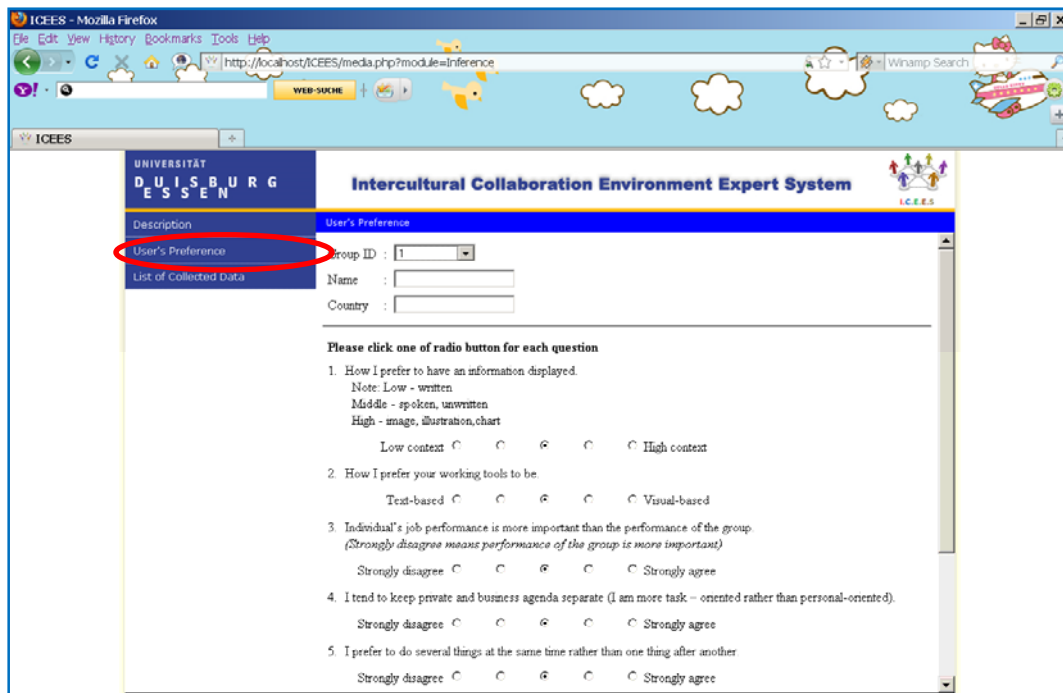 ICEES - Mozilla Firefox
File Edit View History Bookmarks Tools Help
http://localhost/ICEES/media.php?module=Inference
Winamp Search
WEB-SUCHE
ICEES
UNIVERSITÄT
DUISBURG
ESSEN
Intercultural Collaboration Environment Expert System
I.C.E.E.S
Description
User's Preference
List of Collected Data
User's Preference
Group ID : 1
Name :
Country :
Please click one of radio button for each question
1. How I prefer to have an information displayed.
Note: Low - written
Middle - spoken, unwritten
High - image, illustration,chart
Low context High context
2. How I prefer your working tools to be.
Text-based Visual-based
3. Individual's job performance is more important than the performance of the group.
(Strongly disagree means performance of the group is more important)
Strongly disagree Strongly agree
4. I tend to keep private and business agenda separate (I am more task – oriented rather than personal-oriented).
Strongly disagree Strongly agree
5. I prefer to do several things at the same time rather than one thing after another
Strongly disagree Strongly agree